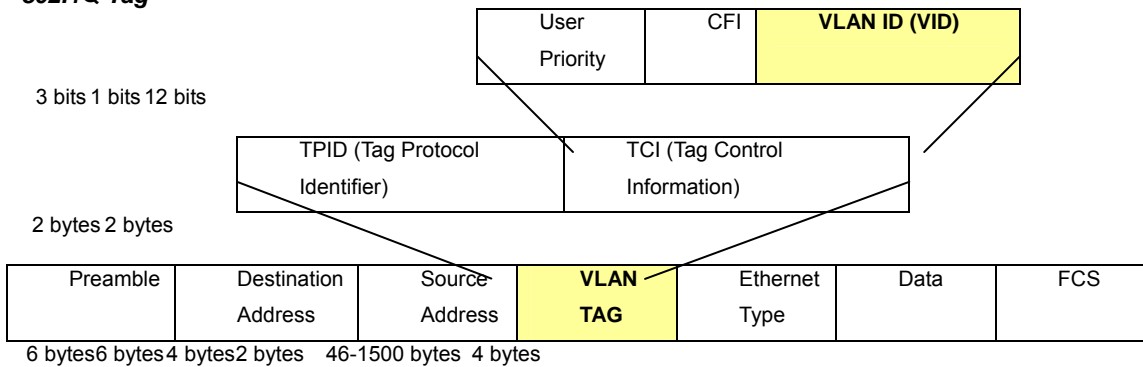 802.1Q Tag
User CFI VLAN ID (VID)
Priority
3 bits 1 bits 12 bits
TPID (Tag Protocol TCI (Tag Control
Identifier) Information)
2 bytes 2 bytes
Preamble Destination Source VLAN Ethernet Data FCS
Address Address TAG Type
6 bytes6 bytes4 bytes2 bytes 46-1500 bytes 4 bytes